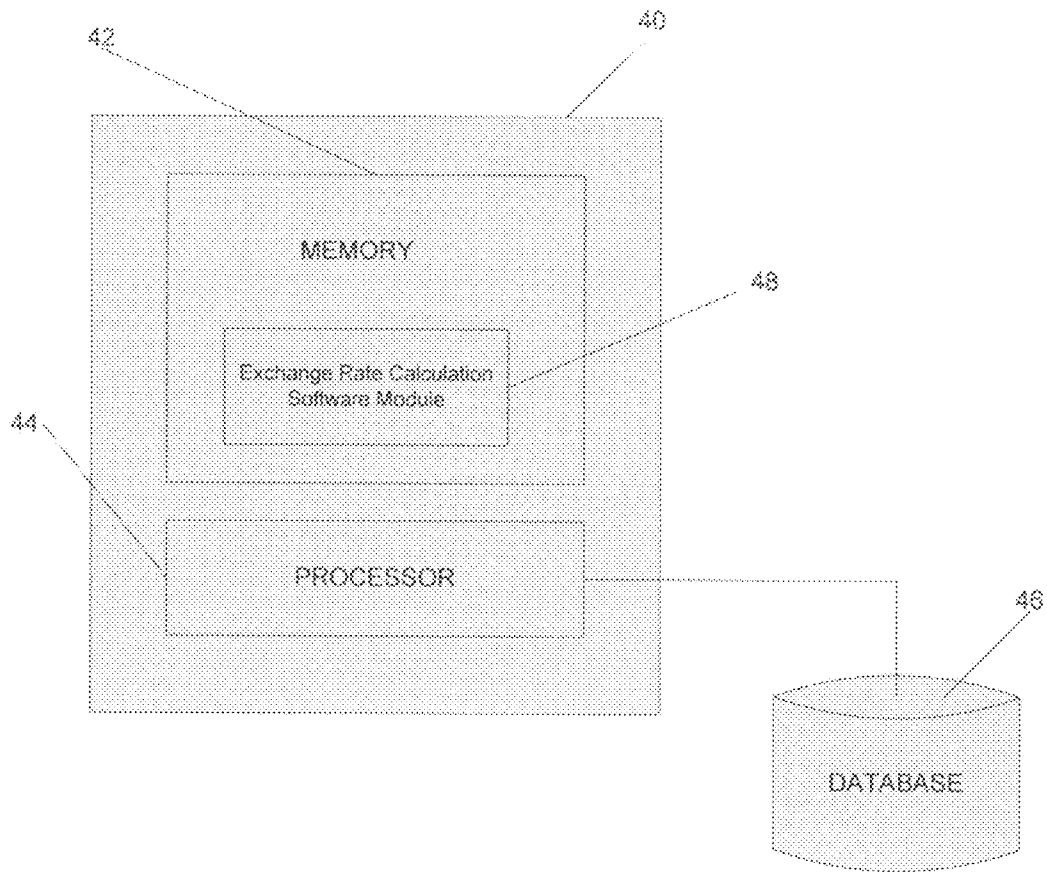 42
40
MEMORY
48
Exchange Rate Calculation
Software Module
44
PROCESSOR
46
DATABASE